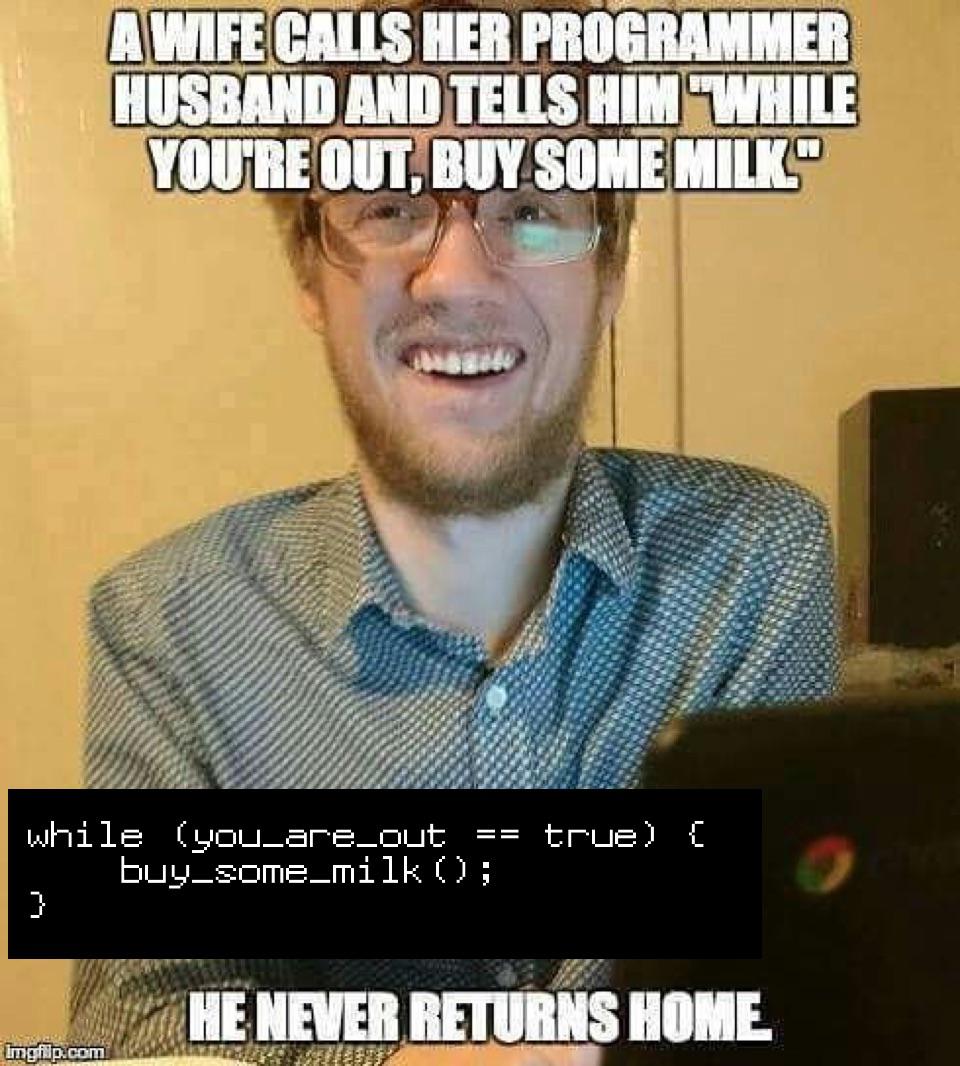 A WIFE CALLS HER PROGRAMMER
HUSBAND AND TELLS HIM "WHILE
YOU'RE OUT, BUY SOME MILK."
while (you_are_out == true) {
buy_some_milk();
}
HE NEVER RETURNS HOME.
imgflip.com